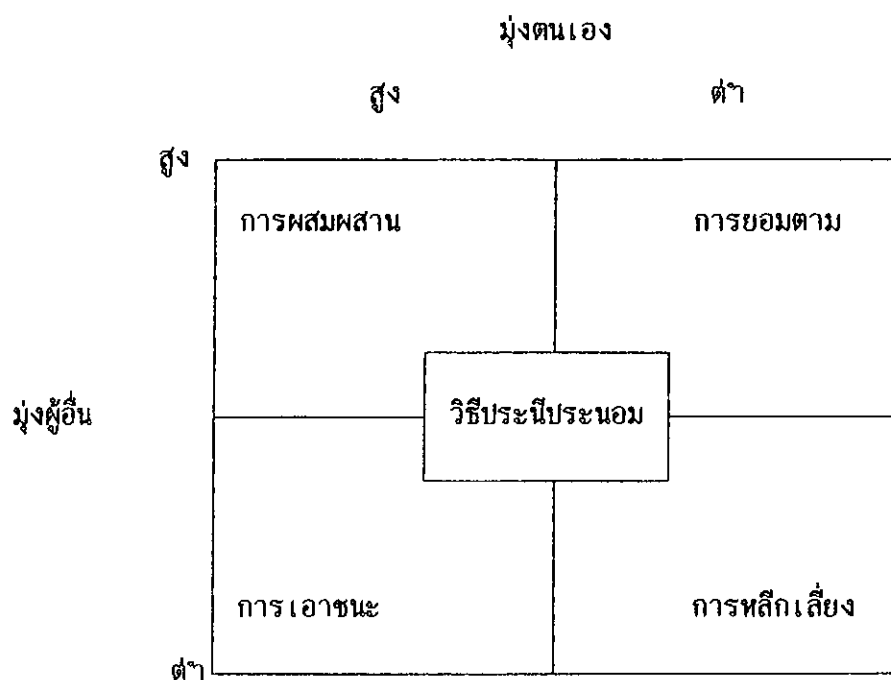 มุ่งตนเอง
สูง ต่ำ
สูง
การผสมผสาน การยอมตาม
มุ่งผู้อื่น วิธีประนีประนอม
การเอาชนะ การหลีกเลี่ยง
ต่ำ